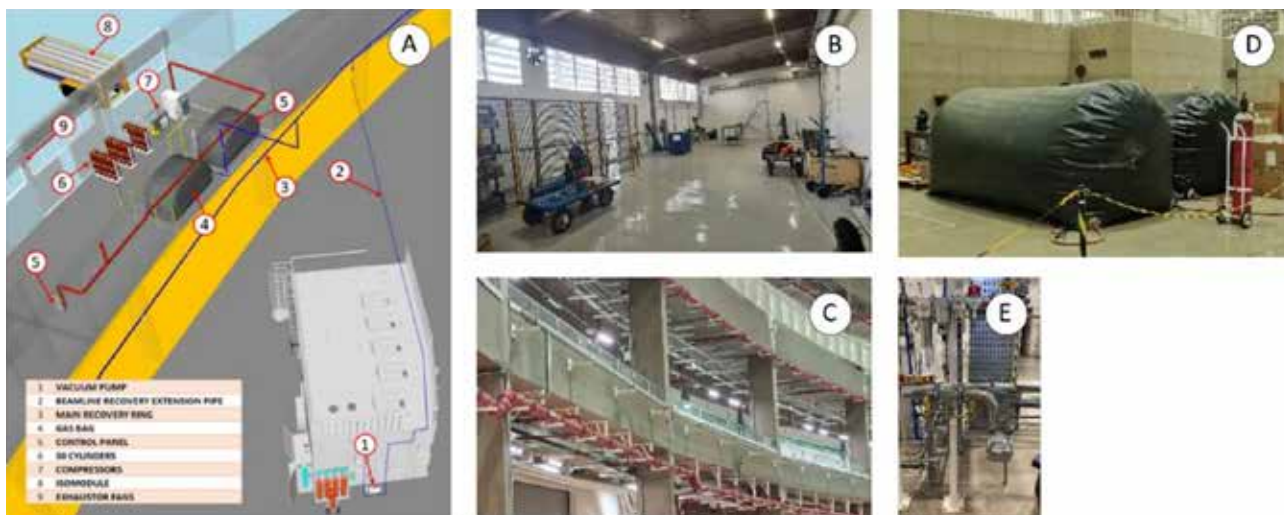 A
8
7
9
5
6
2
3
4
5
1
1 VACUUM PUMP
2 BEAMLINE RECOVERY EXTENSION PIPE
3 MAIN RECOVERY RING
4 GAS BAG
5 CONTROL PANEL
6 50 CYLINDERS
7 COMPRESSORS
8 ISOMODULE
9 EXHAUSTOR FANS
B
C
D
E